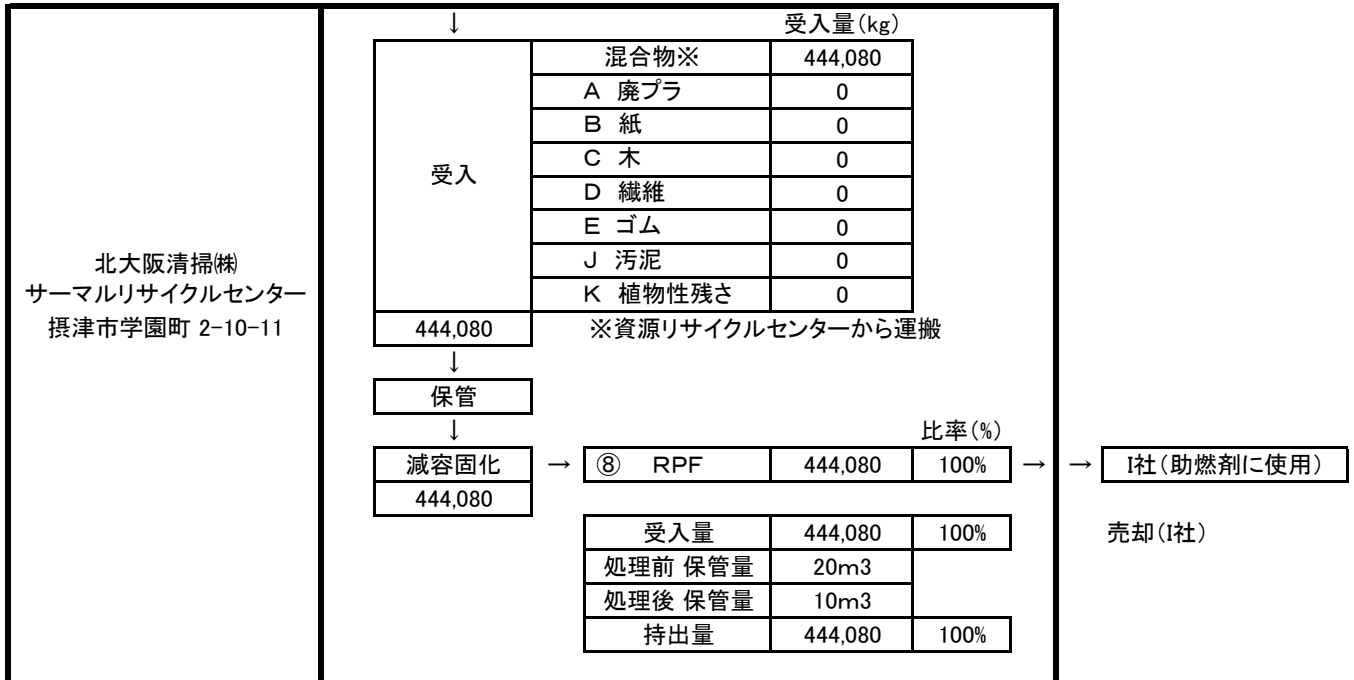 ↓ 受入量(kg)
混合物※ 444,080
A 廃プラ 0
B 紙 0
C 木 0
受入
D 繊維 0
E ゴム 0
J 汚泥 0
K 植物性残さ 0
北大阪清掃㈱
サーマルリサイクルセンター
摂津市学園町 2-10-11
444,080 ※資源リサイクルセンターから運搬
↓
保管
↓ 比率(%)
減容固化 → ⑧ RPF 444,080 100% → → I社(助燃剤に使用)
444,080
受入量 444,080 100% 売却(I社)
処理前 保管量 20m3
処理後 保管量 10m3
持出量 444,080 100%